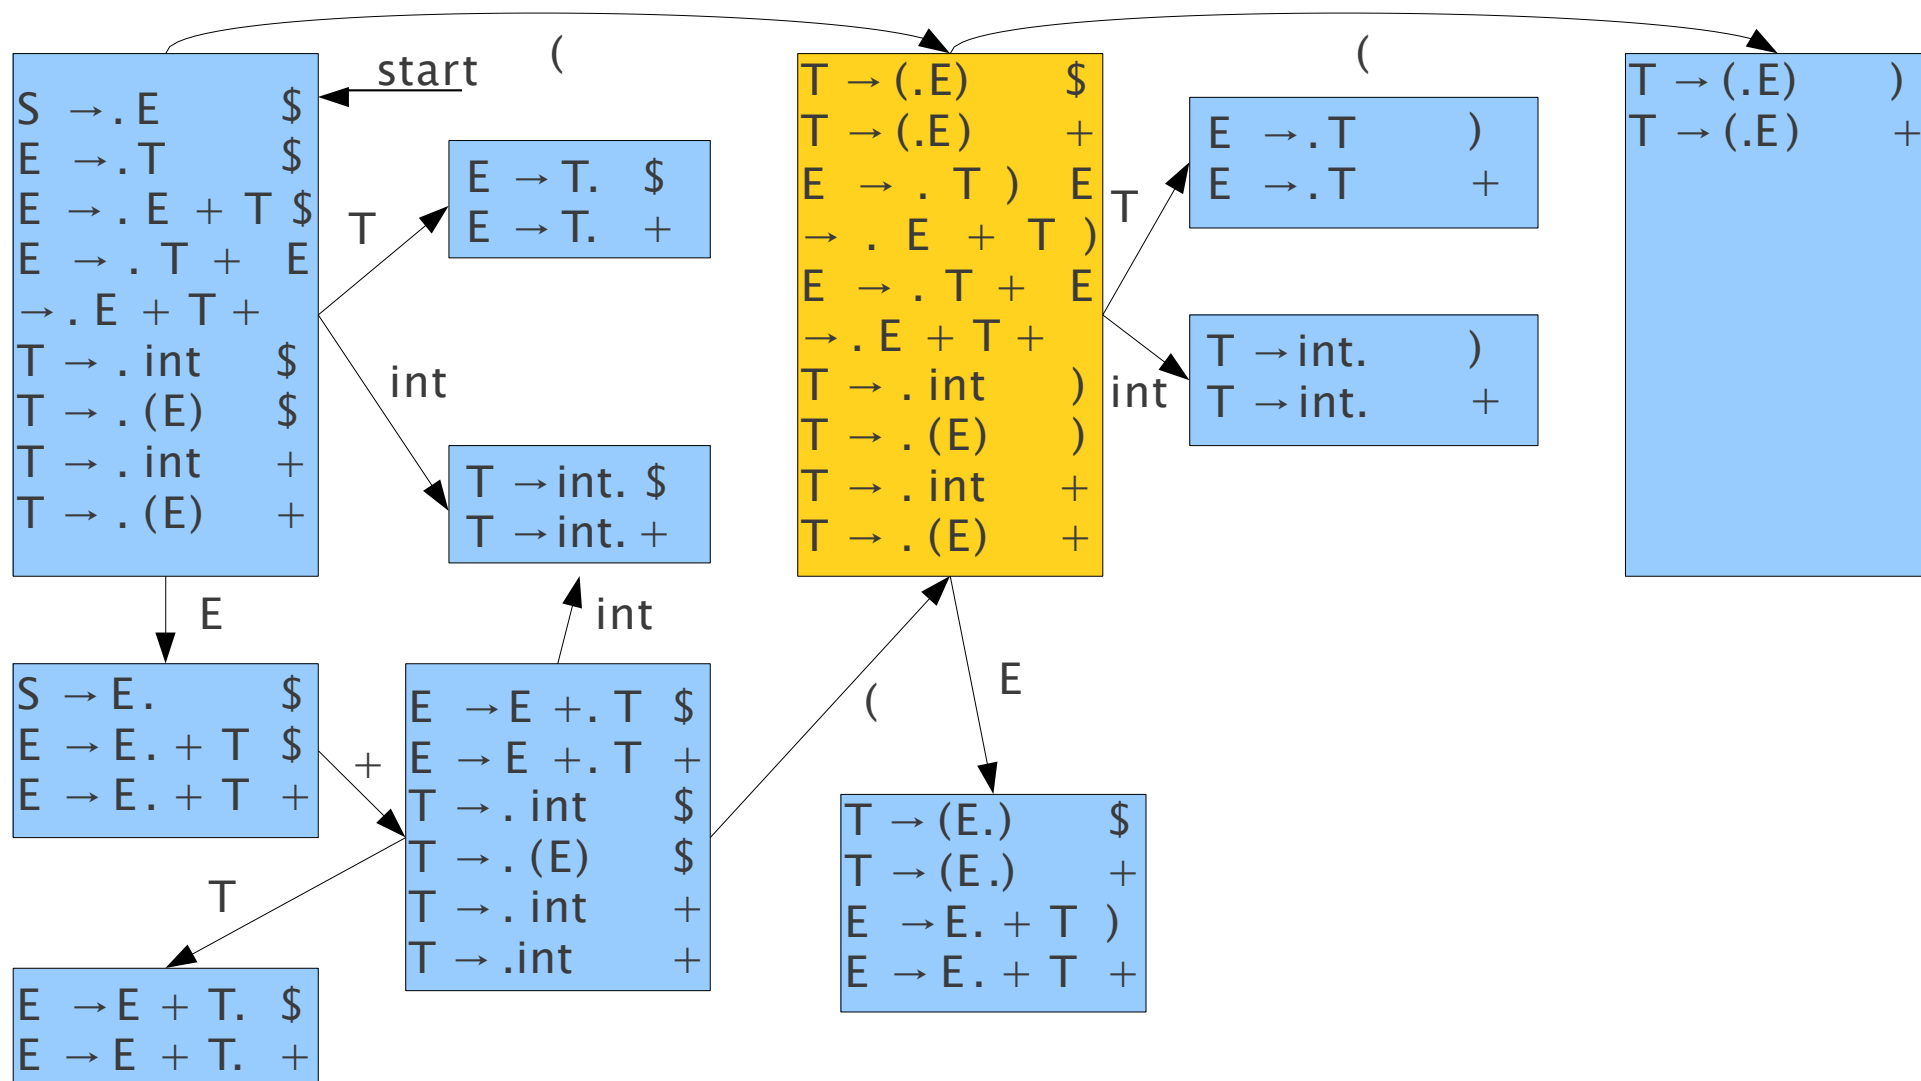 start
(
(
S → . E $
E → . T $
E → . E + T $
E → . T + E
→ . E + T +
T → . int $
T → . (E) $
T → . int +
T → . (E) +
T
E → T. $
E → T. +
int
T → int. $
T → int. +
T → (.E) $
T → (.E) +
E → . T ) E
→ . E + T )
E → . T + E
→ . E + T +
T → . int )
T → . (E) )
T → . int +
T → . (E) +
T
E → . T )
E → . T +
int
T → int. )
T → int. +
T → (.E) )
T → (.E) +
E
int
S → E. $
E → E. + T $
E → E. + T +
+
E → E +. T $
E → E +. T +
T → . int $
T → . (E) $
T → . int +
T → .int +
(
E
T → (E.) $
T → (E.) +
E → E. + T )
E → E. + T +
T
E → E + T. $
E → E + T. +